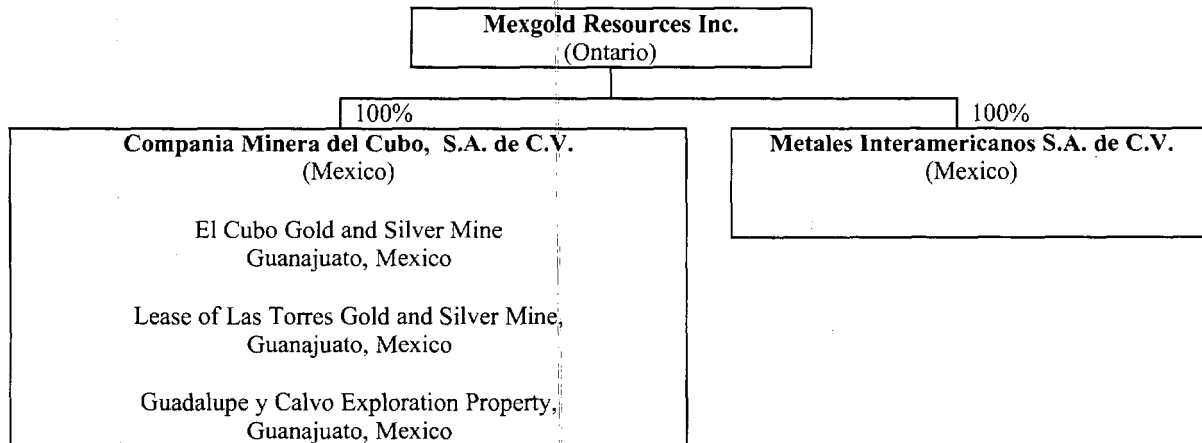 Mexgold Resources Inc.
(Ontario)
100%
100%
Compania Minera del Cubo, S.A. de C.V.
(Mexico)
El Cubo Gold and Silver Mine
Guanajuato, Mexico
Lease of Las Torres Gold and Silver Mine,
Guanajuato, Mexico
Guadalupe y Calvo Exploration Property,
Guanajuato, Mexico
Metales Interamericanos S.A. de C.V.
(Mexico)